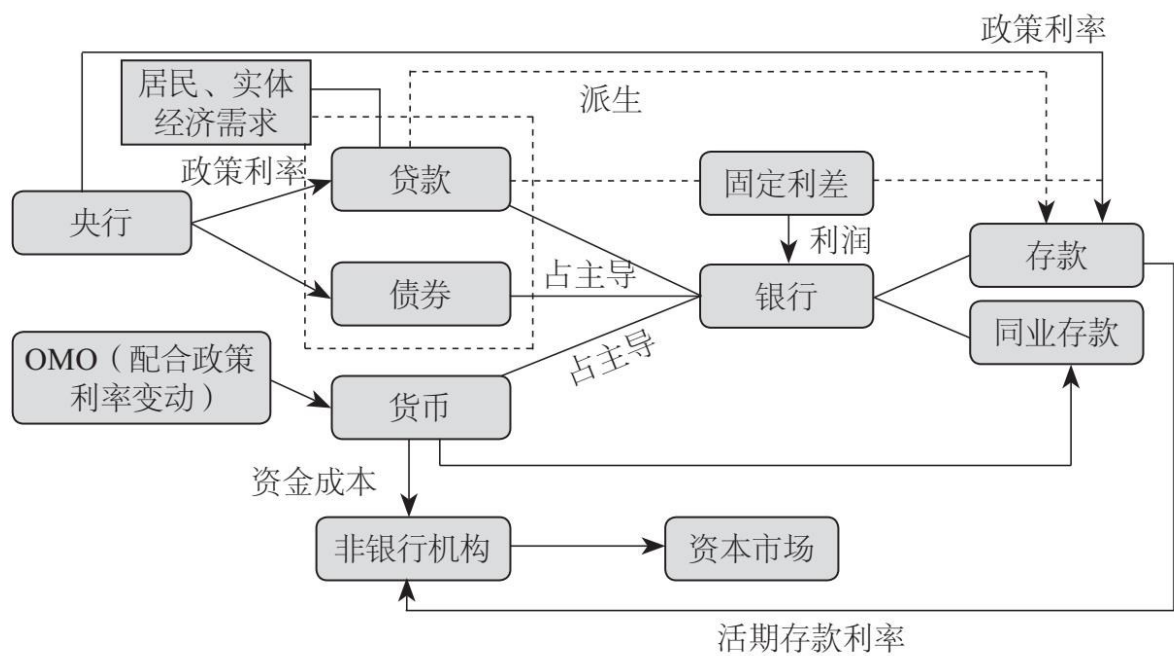 政策利率
居民、实体
经济需求
派生
政策利率
贷款
固定利差
央行
利润
存款
债券
占主导
银行
同业存款
OMO（配合政策
利率变动）
占主导
货币
资金成本
非银行机构
资本市场
活期存款利率